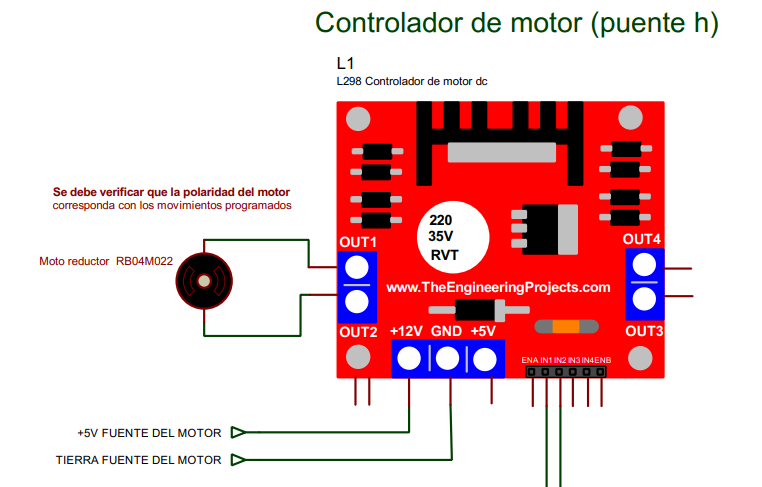 Controlador de motor (puente h)
L1
L298 Controlador de motor dc
Se debe verificar que la polaridad del motor
corresponda con los movimientos programados
220
35V
RVT
OUT1
OUT4
Moto reductor RB04M022
www.TheEngineeringProjects.com
OUT2
+12V GND +5V
OUT3
ENA IN1 IN2 IN3 IN4 ENB
+5V FUENTE DEL MOTOR
TIERRA FUENTE DEL MOTOR